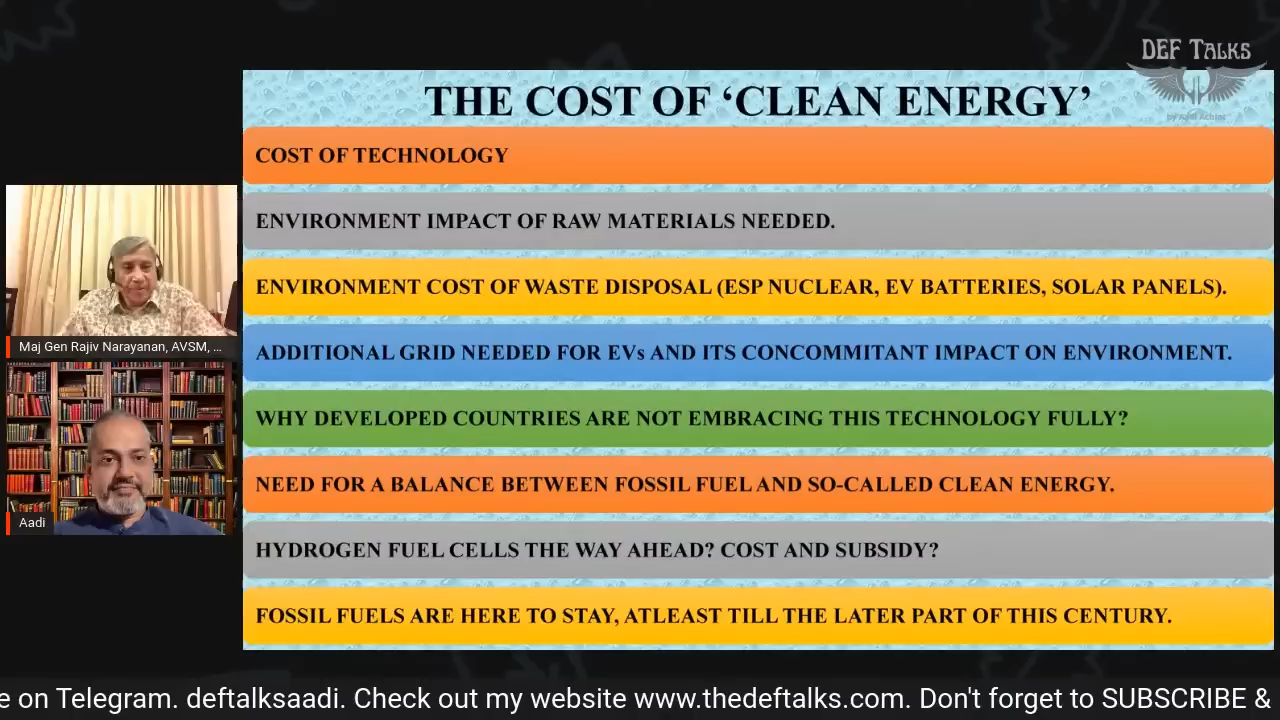 DEF TALKS
by Aadi Achint
THE COST OF ‘CLEAN ENERGY’
COST OF TECHNOLOGY
ENVIRONMENT IMPACT OF RAW MATERIALS NEEDED.
ENVIRONMENT COST OF WASTE DISPOSAL (ESP NUCLEAR, EV BATTERIES, SOLAR PANELS).
ADDITIONAL GRID NEEDED FOR EVs AND ITS CONCOMMITANT IMPACT ON ENVIRONMENT.
WHY DEVELOPED COUNTRIES ARE NOT EMBRACING THIS TECHNOLOGY FULLY?
NEED FOR A BALANCE BETWEEN FOSSIL FUEL AND SO-CALLED CLEAN ENERGY.
HYDROGEN FUEL CELLS THE WAY AHEAD? COST AND SUBSIDY?
FOSSIL FUELS ARE HERE TO STAY, ATLEAST TILL THE LATER PART OF THIS CENTURY.
Maj Gen Rajiv Narayanan, AVSM, ...
Aadi
e on Telegram. deftalksaadi. Check out my website www.thedeftalks.com. Don't forget to SUBSCRIBE &